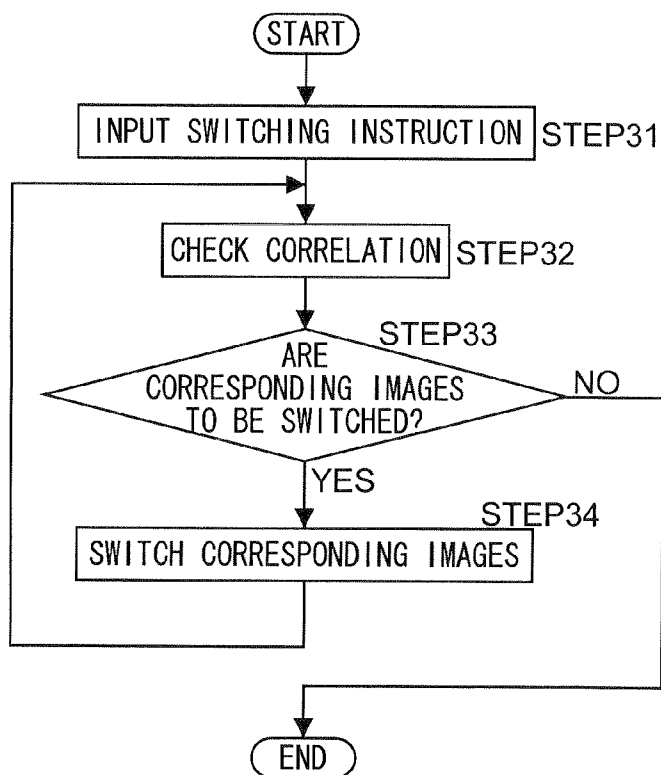 START
INPUT SWITCHING INSTRUCTION
STEP31
CHECK CORRELATION
STEP32
STEP33
ARE
CORRESPONDING IMAGES
TO BE SWITCHED?
NO
YES
STEP34
SWITCH CORRESPONDING IMAGES
END